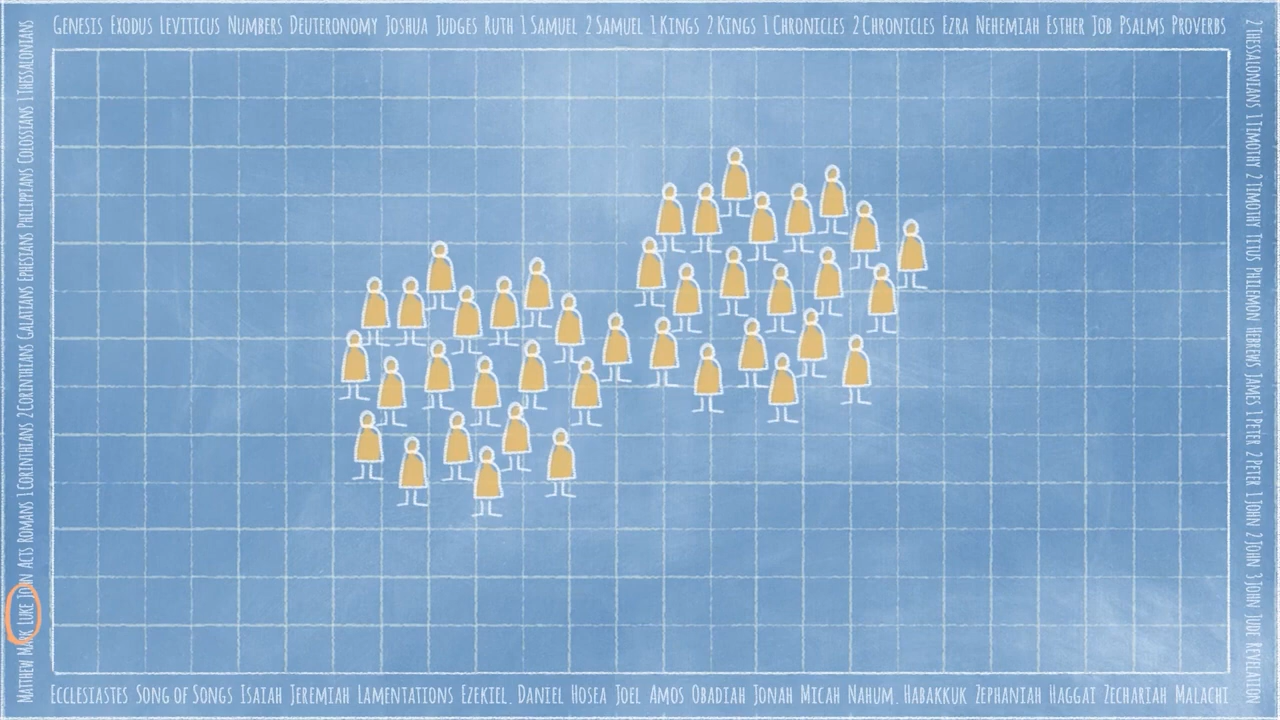 Genesis Exodus Leviticus Numbers Deuteronomy Joshua Judges Ruth 1 Samuel 2 Samuel 1 Kings 2 Kings 1 Chronicles 2 Chronicles Ezra Nehemiah Esther Job Psalms Proverbs
Ecclesiastes Song of Songs Isaiah Jeremiah Lamentations Ezekiel Daniel Hosea Joel Amos Obadiah Jonah Micah Nahum Habakkuk Zephaniah Haggai Zechariah Malachi
Matthew Mark Luke John Acts Romans 1 Corinthians 2 Corinthians Galatians Ephesians Philippians Colossians 1 Thessalonians
2 Thessalonians 1 Timothy 2 Timothy Titus Philemon Hebrews James 1 Peter 2 Peter 1 John 2 John 3 John Jude Revelation